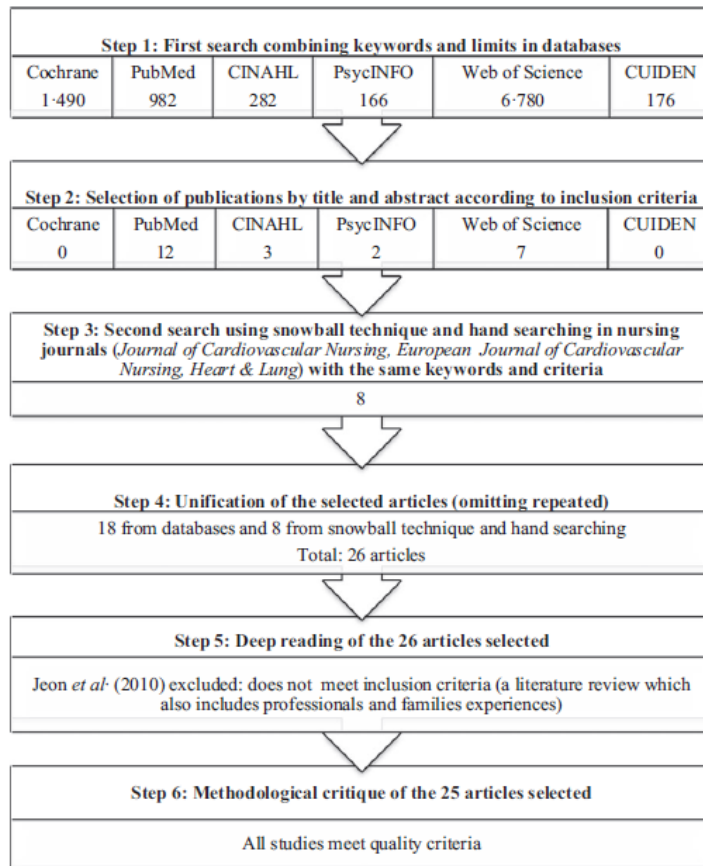 Step 1: First search combining keywords and limits in databases
Cochrane PubMed CINAHL PsycINFO Web of Science CUIDEN
1·490 982 282 166 6·780 176
Step 2: Selection of publications by title and abstract according to inclusion criteria
Cochrane PubMed CINAHL PsycINFO Web of Science CUIDEN
0 12 3 2 7 0
Step 3: Second search using snowball technique and hand searching in nursing
journals (Journal of Cardiovascular Nursing, European Journal of Cardiovascular
Nursing, Heart & Lung) with the same keywords and criteria
8
Step 4: Unification of the selected articles (omitting repeated)
18 from databases and 8 from snowball technique and hand searching
Total: 26 articles
Step 5: Deep reading of the 26 articles selected
Jeon et al· (2010) excluded: does not meet inclusion criteria (a literature review which
also includes professionals and families experiences)
Step 6: Methodological critique of the 25 articles selected
All studies meet quality criteria